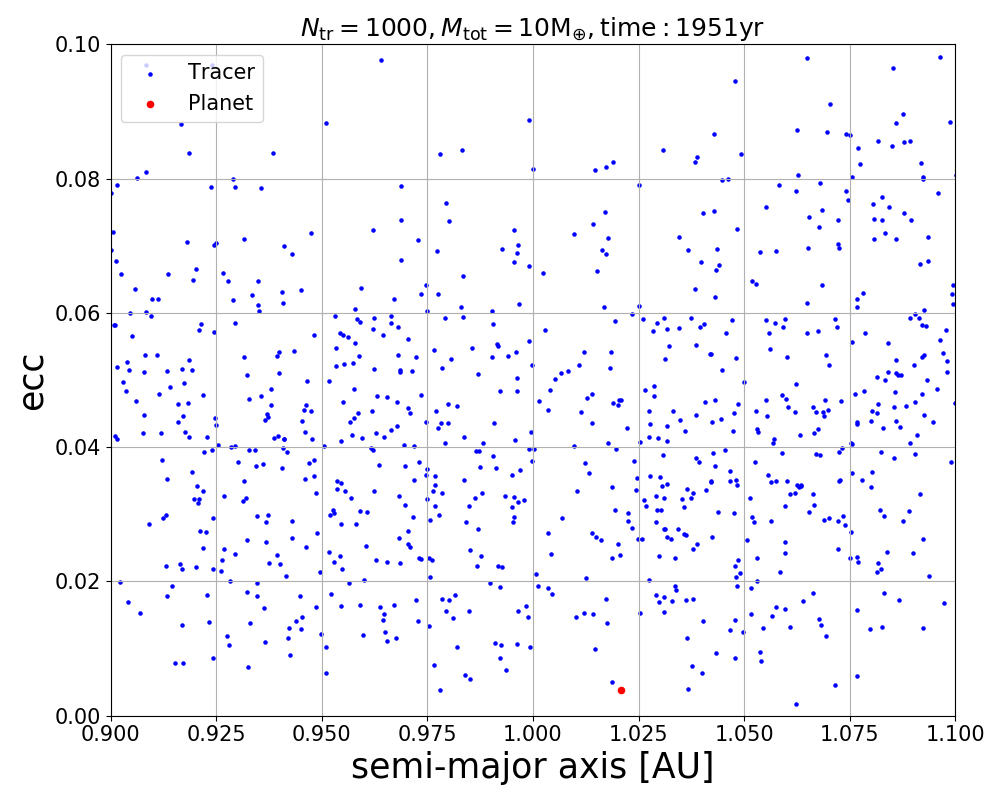 N_tr = 1000, M_tot = 10M_⊕, time : 1951yr
0.10
Tracer
Planet
0.08
0.06
0.04
0.02
0.00
ecc
0.900 0.925 0.950 0.975 1.000 1.025 1.050 1.075 1.100
semi-major axis [AU]